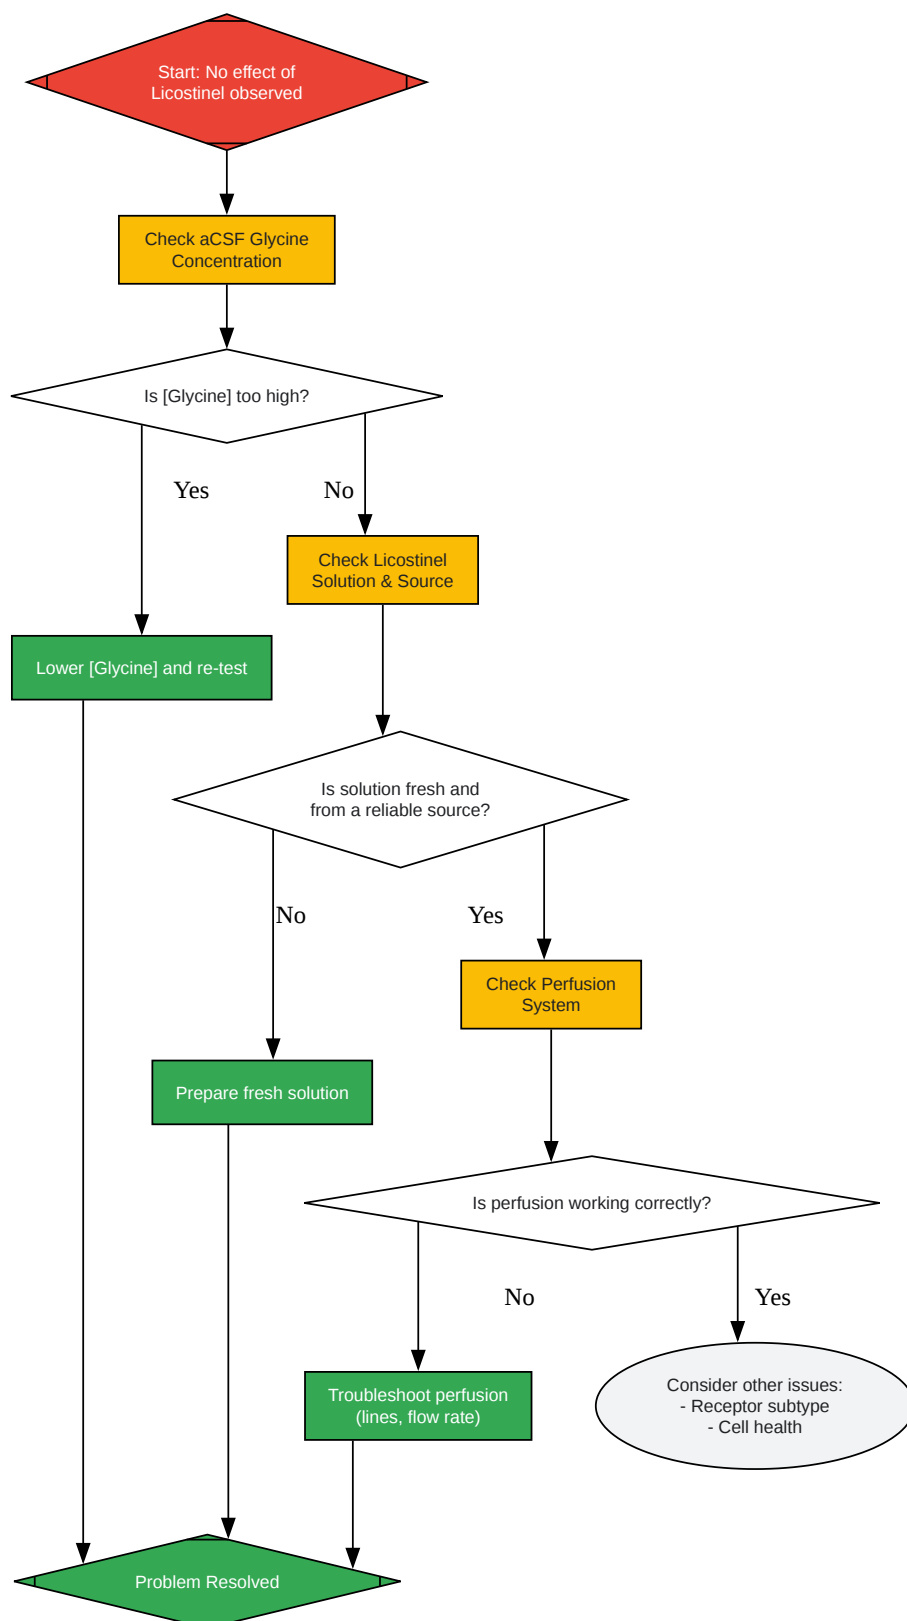 Start: No effect of
Licostinel observed
Check aCSF Glycine
Concentration
Is [Glycine] too high?
Yes
No
Check Licostinel
Solution & Source
Lower [Glycine] and re-test
Is solution fresh and
from a reliable source?
No
Yes
Check Perfusion
System
Prepare fresh solution
Is perfusion working correctly?
No
Yes
Troubleshoot perfusion
(lines, flow rate)
Consider other issues:
- Receptor subtype
- Cell health
Problem Resolved